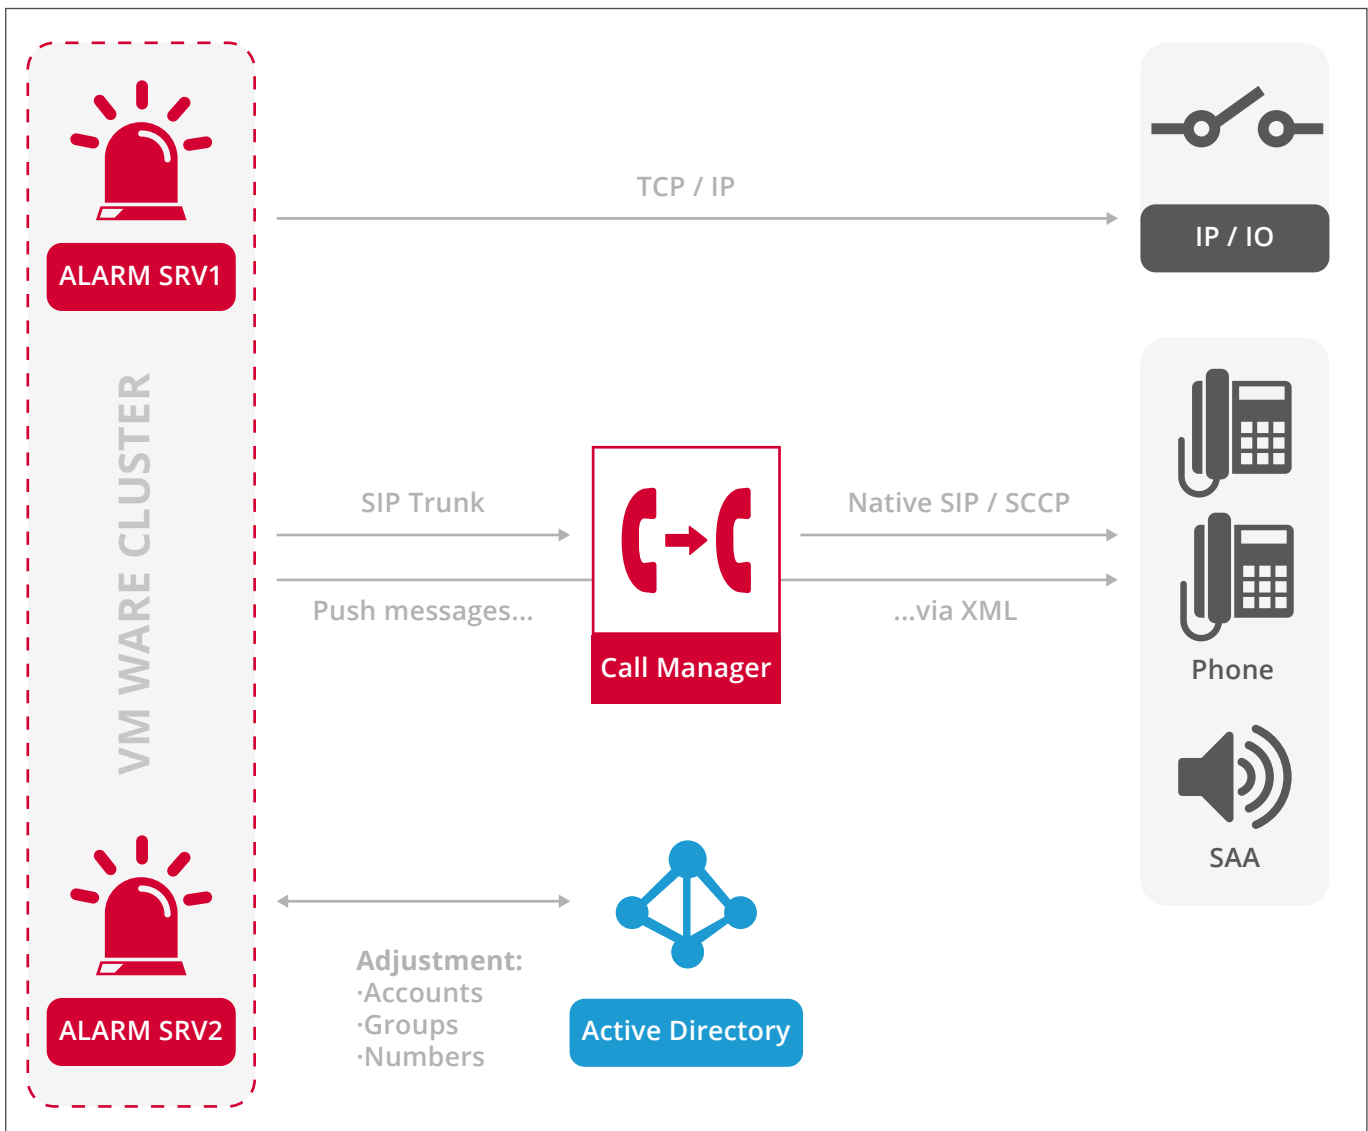 TCP / IP
IP / IO
ALARM SRV1
VM WARE CLUSTER
SIP Trunk
Native SIP / SCCP
Push messages...
...via XML
Call Manager
Phone
SAA
Adjustment:
·Accounts
·Groups
·Numbers
ALARM SRV2
Active Directory